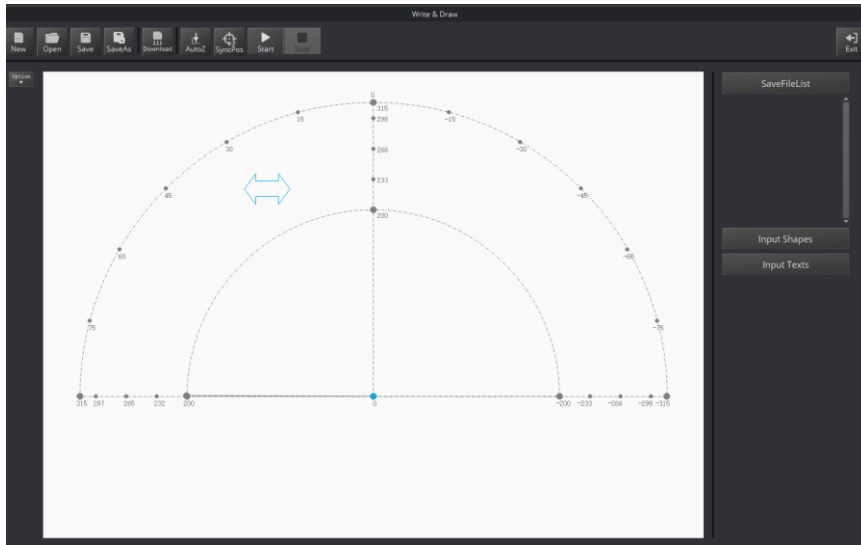 Write & Draw
New Open Save SaveAs Download AutoZ SyncPos Start Stop Exit
Option
SaveFileList
0
315
15 298 -15
30 266 -30
233
45 -45
200
Input Shapes
60 -60
Input Texts
75 -75
315 297 265 232 200 0 -200 -233 -266 -298 -315